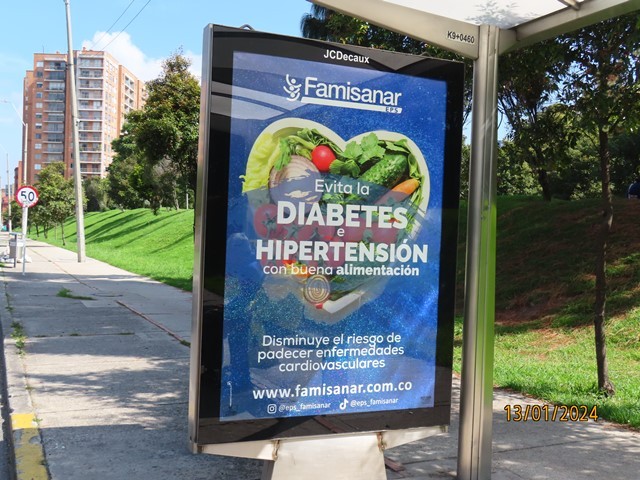 K9+0460
JCDecaux
Famisanar
EPS
50
Evita la
DIABETES
e
HIPERTENSIÓN
con buena alimentación
Disminuye el riesgo de
padecer enfermedades
cardiovasculares
www.famisanar.com.co
@eps_famisanar @eps_famisanar
13/01/2024